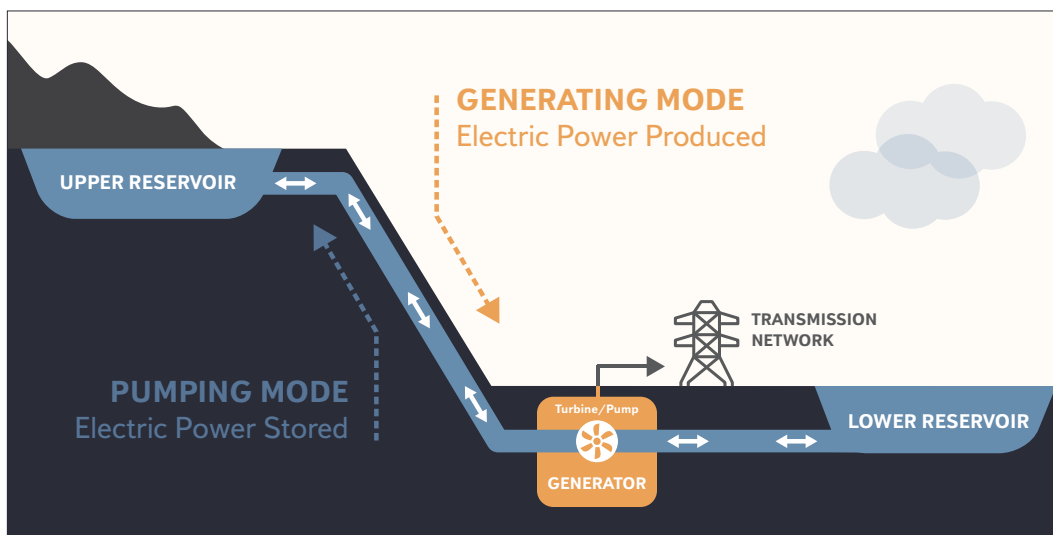 GENERATING MODE
Electric Power Produced
UPPER RESERVOIR
TRANSMISSION
NETWORK
PUMPING MODE
Electric Power Stored
Turbine/Pump
GENERATOR
LOWER RESERVOIR